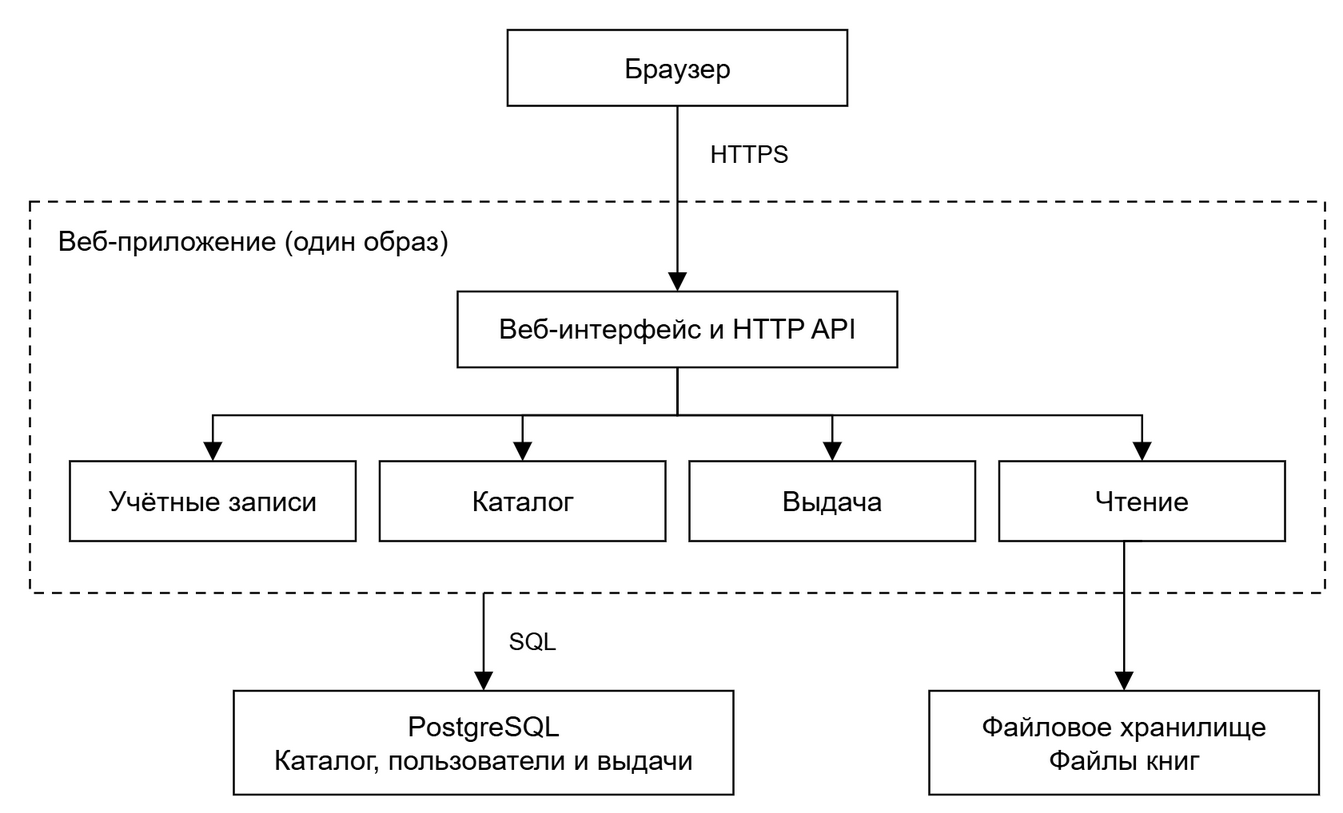 Браузер
HTTPS
Веб-приложение (один образ)
Веб-интерфейс и HTTP API
Учётные записи
Каталог
Выдача
Чтение
SQL
PostgreSQL
Каталог, пользователи и выдачи
Файловое хранилище
Файлы книг